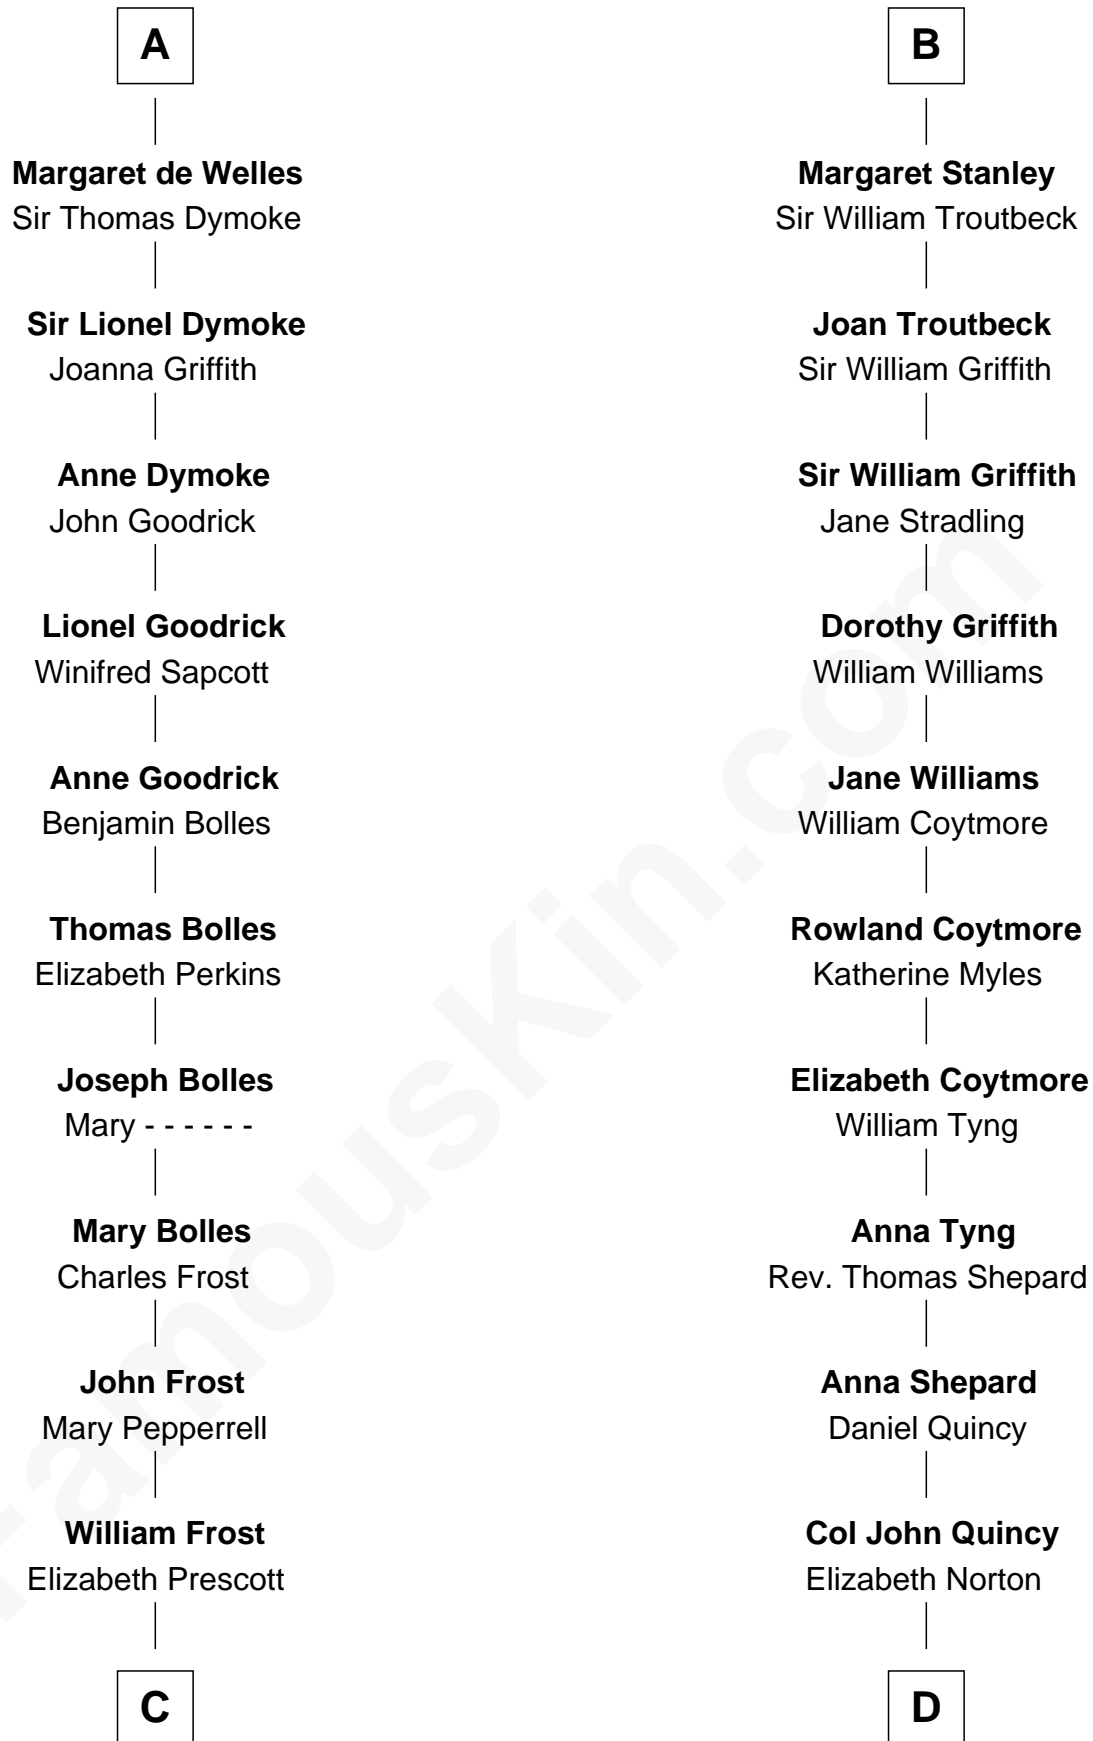 A
Margaret de Welles
Sir Thomas Dymoke
Sir Lionel Dymoke
Joanna Griffith
Anne Dymoke
John Goodrick
Lionel Goodrick
Winifred Sapcott
Anne Goodrick
Benjamin Bolles
Thomas Bolles
Elizabeth Perkins
Joseph Bolles
Mary - - - - - -
Mary Bolles
Charles Frost
John Frost
Mary Pepperrell
William Frost
Elizabeth Prescott
C
B
Margaret Stanley
Sir William Troutbeck
Joan Troutbeck
Sir William Griffith
Sir William Griffith
Jane Stradling
Dorothy Griffith
William Williams
Jane Williams
William Coytmore
Rowland Coytmore
Katherine Myles
Elizabeth Coytmore
William Tyng
Anna Tyng
Rev. Thomas Shepard
Anna Shepard
Daniel Quincy
Col John Quincy
Elizabeth Norton
D
FamousKin.com